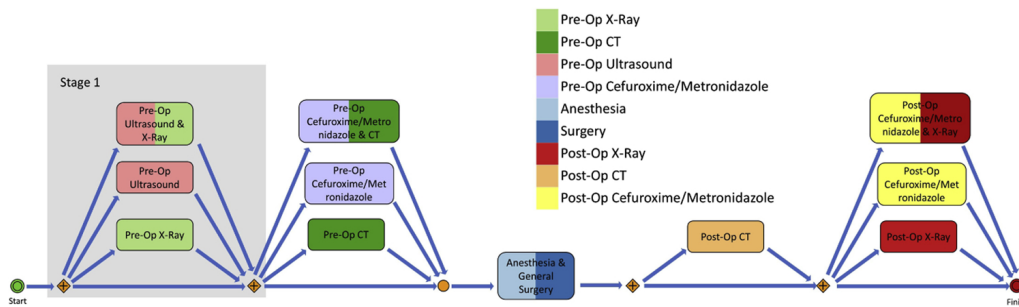 Pre-Op X-Ray
Pre-Op CT
Pre-Op Ultrasound
Pre-Op Cefuroxime/Metronidazole
Anesthesia
Surgery
Post-Op X-Ray
Post-Op CT
Post-Op Cefuroxime/Metronidazole
Stage 1
Pre-Op
Ultrasound &
X-Ray
Pre-Op
Ultrasound
Pre-Op X-Ray
Pre-Op
Cefuroxime/Metro
nidazole & CT
Pre-Op
Cefuroxime/Met
ronidazole
Pre-Op CT
Anesthesia &
General
Surgery
Post-Op CT
Post-Op
Cefuroxime/Metro
nidazole & X-Ray
Post-Op
Cefuroxime/Met
ronidazole
Post-Op X-Ray
Start
Fini